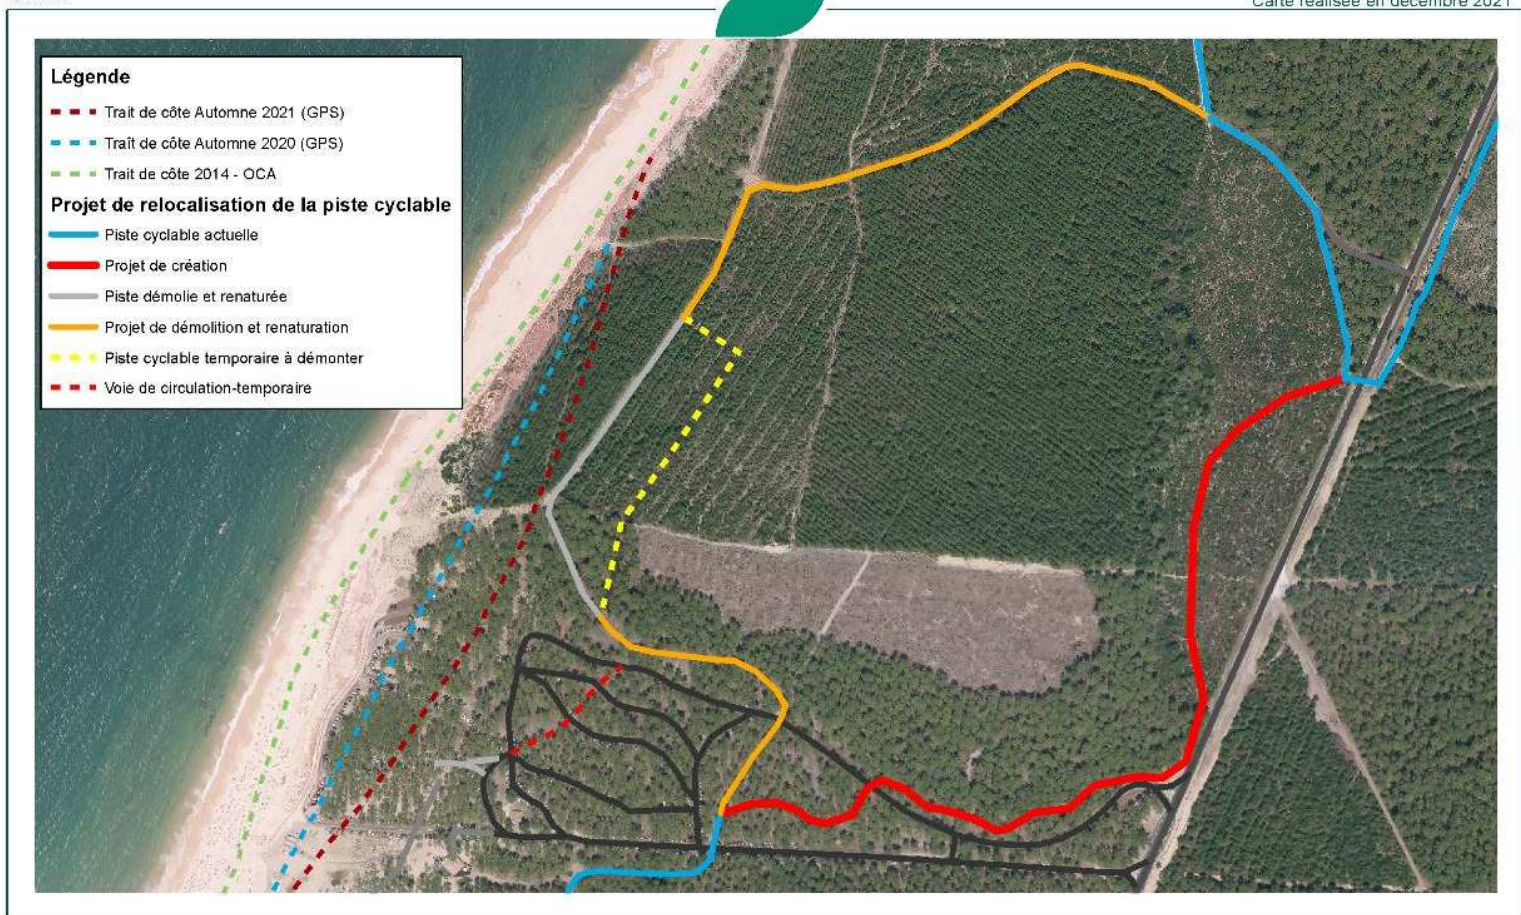 Carte réalisée en décembre 2021
Légende
Trait de côte Automne 2021 (GPS)
Traît de côte Automne 2020 (GPS)
Trait de côte 2014 - OCA
Projet de relocalisation de la piste cyclable
Piste cyclable actuelle
Projet de création
Piste démolie et renaturée
Projet de démolition et renaturation
Piste cyclable temporaire à démonter
Voie de circulation-temporaire